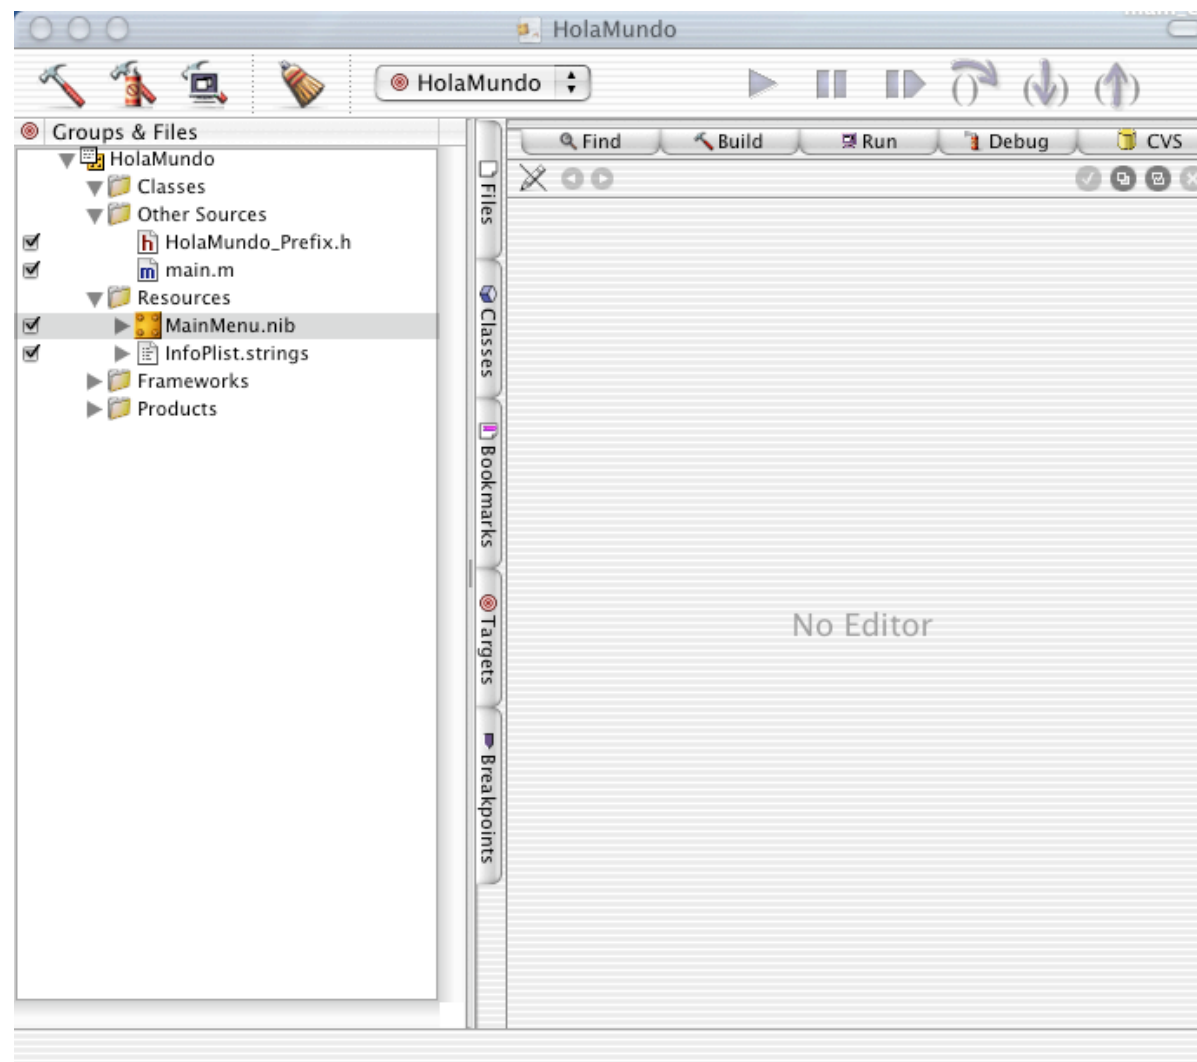 HolaMundo
HolaMundo
Groups & Files
Find
Build
Run
Debug
CVS
HolaMundo
Classes
Other Sources
HolaMundo_Prefix.h
main.m
Resources
MainMenu.nib
InfoPlist.strings
Frameworks
Products
Files
Classes
Bookmarks
Targets
Breakpoints
No Editor